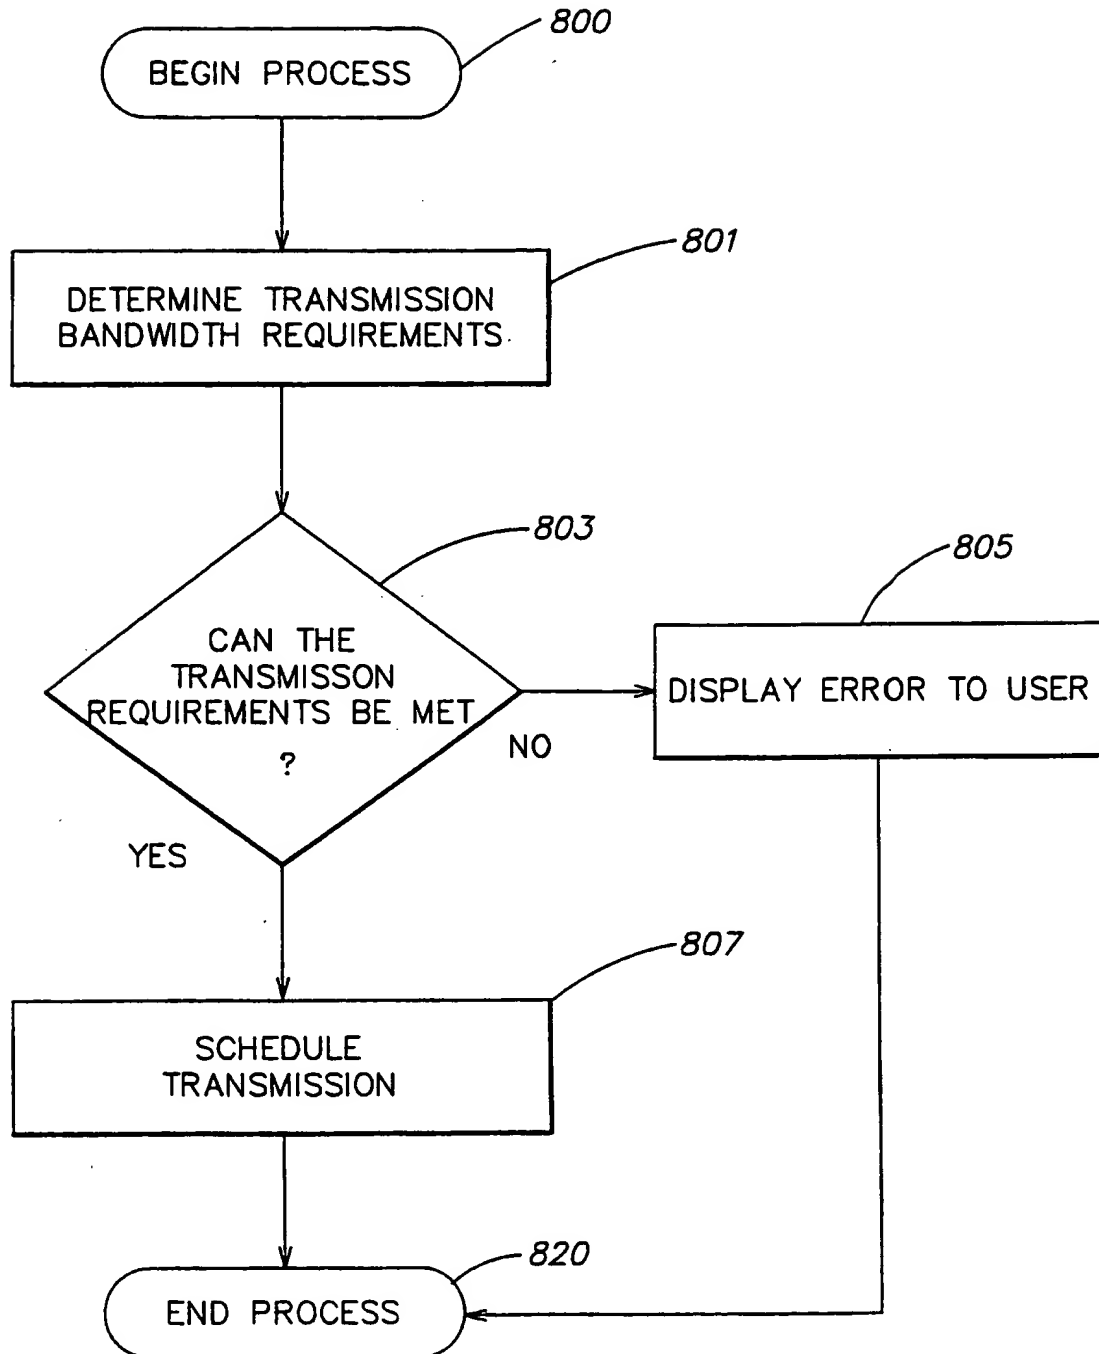 800
BEGIN PROCESS
801
DETERMINE TRANSMISSION
BANDWIDTH REQUIREMENTS
803
CAN THE
TRANSMISSON
REQUIREMENTS BE MET
?
NO
805
DISPLAY ERROR TO USER
YES
807
SCHEDULE
TRANSMISSION
820
END PROCESS